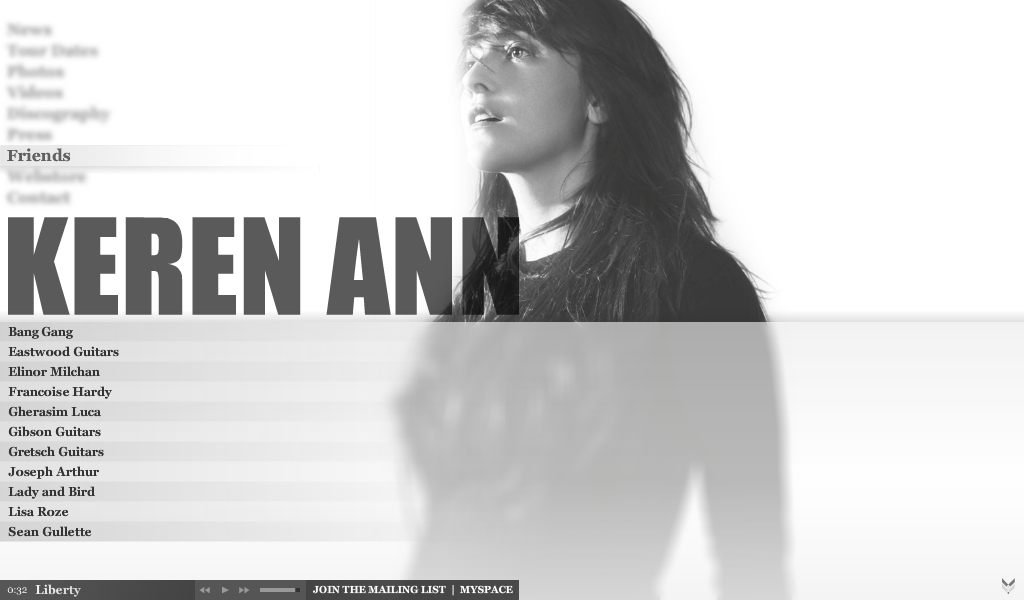 News
Tour Dates
Photos
Videos
Discography
Press
Friends
Webstore
Contact
KEREN ANN
Bang Gang
Eastwood Guitars
Elinor Milchan
Francoise Hardy
Gherasim Luca
Gibson Guitars
Gretsch Guitars
Joseph Arthur
Lady and Bird
Lisa Roze
Sean Gullette
0:32 Liberty JOIN THE MAILING LIST | MYSPACE